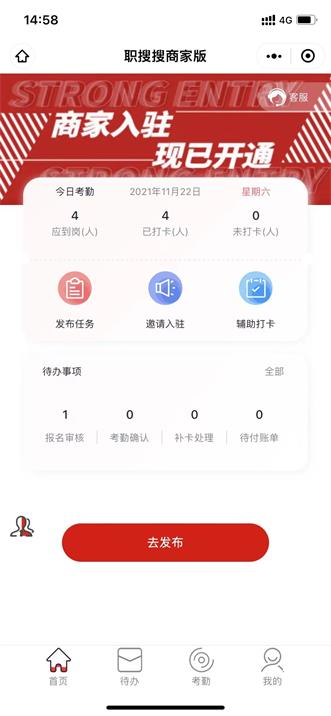 14:58
4G
职搜搜商家版
STRONG ENTRY
客服
商家入驻
现已开通
STRONG ENTRY
今日考勤 2021年11月22日 星期六
4 4 0
应到岗(人) 已打卡(人) 未打卡(人)
发布任务 邀请入驻 辅助打卡
待办事项 全部
1 0 0 0
报名审核 考勤确认 补卡处理 待付账单
去发布
首页 待办 考勤 我的